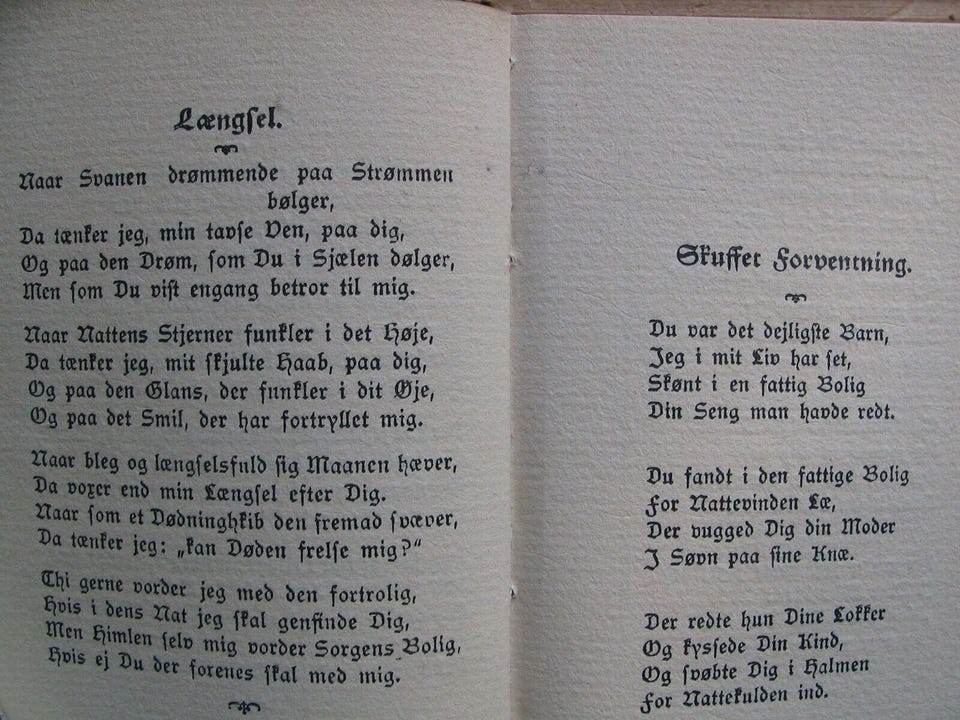 Længsel.
Naar Svanen drømmende paa Strømmen
bølger,
Da tænker jeg, min tavse Ven, paa dig,
Og paa den Drøm, som Du i Sjælen dølger,
Men som Du vist engang betror til mig.
Naar Nattens Stjerner funkler i det Høje,
Da tænker jeg, mit skjulte Haab, paa dig,
Og paa den Glans, der funkler i dit Øje,
Og paa det Smil, der har fortryllet mig.
Naar bleg og længselsfuld sig Maanen hæver,
Da voxer end min Længsel efter Dig.
Naar som et Dødninghkib den fremad svæver,
Da tænker jeg: „kan Døden frelse mig?“
Thi gerne vorder jeg med den fortrolig,
Hvis i dens Nat jeg skal genfinde Dig,
Men Himlen selv mig vorder Sorgens Bolig,
Hvis ej Du der forenes skal med mig.
Skuffet Forventning.
Du var det dejligste Barn,
Jeg i mit Liv har set,
Skønt i en fattig Bolig
Din Seng man havde redt.
Du fandt i den fattige Bolig
For Nattevinden Læ,
Der vugged Dig din Moder
I Søvn paa sine Knæ.
Der redte hun Dine Lokker
Og kyssede Din Kind,
Og svøbte Dig i Halmen
For Nattekulden ind.